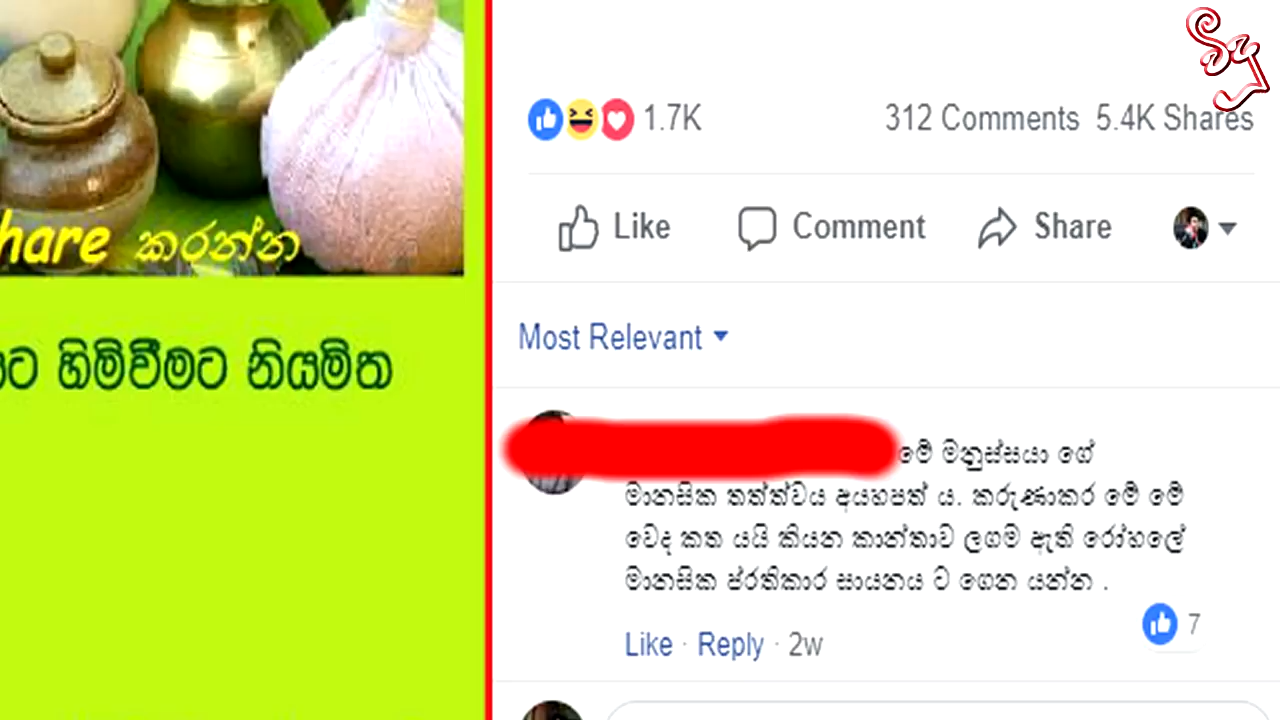 hare කරන්න
ට හිමිවීමට නියමිත
1.7K
312 Comments 5.4K Shares
Like Comment Share
Most Relevant
මේ මනුස්සයා ගේ
මානසික තත්ත්වය අයහපත් ය. කරුණාකර මේ මේ
වෙද කත යයි කියන කාන්තාව ලගම ඇති රෝහලේ
මානසික ප්රතිකාර සායනය ට ගෙන යන්න .
7
Like · Reply · 2w